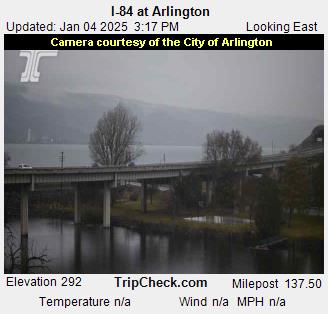 I-84 at Arlington
Updated: Jan 04 2025  3:17 PM Looking East
Camera courtesy of the City of Arlington
Elevation 292 TripCheck.com Milepost 137.50
Temperature n/a Wind n/a MPH n/a